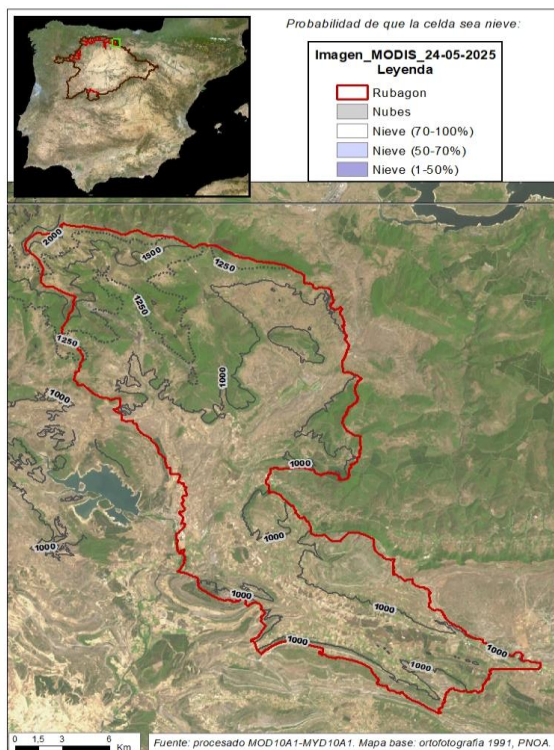 Probabilidad de que la celda sea nieve:
Imagen_MODIS_24-05-2025
Leyenda
Rubagon
Nubes
Nieve (70-100%)
Nieve (50-70%)
Nieve (1-50%)
2000
1500
1250
1250
1250
1000
1000
1000
1000
1000
1000
1000
1000
1000
1000
0 1,5 3 6
Km
Fuente: procesado MOD10A1-MYD10A1. Mapa base: ortofotografía 1991, PNOA